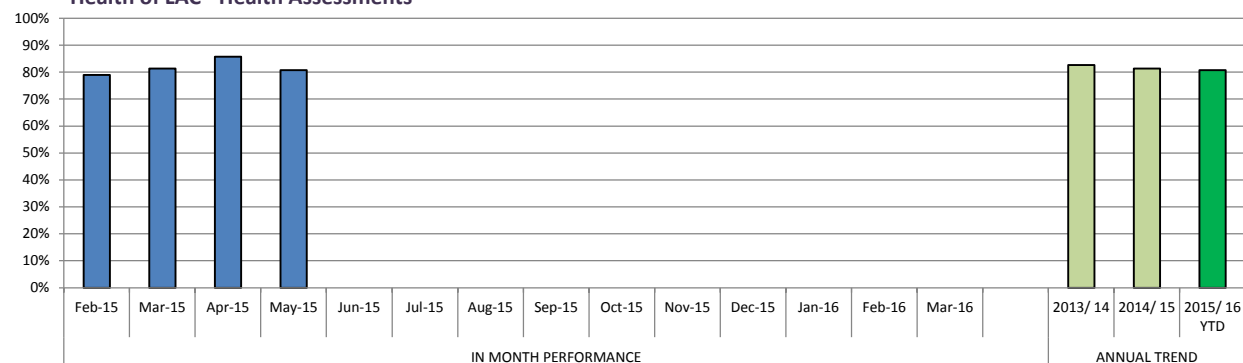 Health of LAC - Health Assessments
100%
90%
80%
70%
60%
50%
40%
30%
20%
10%
0%
Feb-15 Mar-15 Apr-15 May-15 Jun-15 Jul-15 Aug-15 Sep-15 Oct-15 Nov-15 Dec-15 Jan-16 Feb-16 Mar-16 2013/ 14 2014/ 15 2015/ 16
YTD
IN MONTH PERFORMANCE ANNUAL TREND